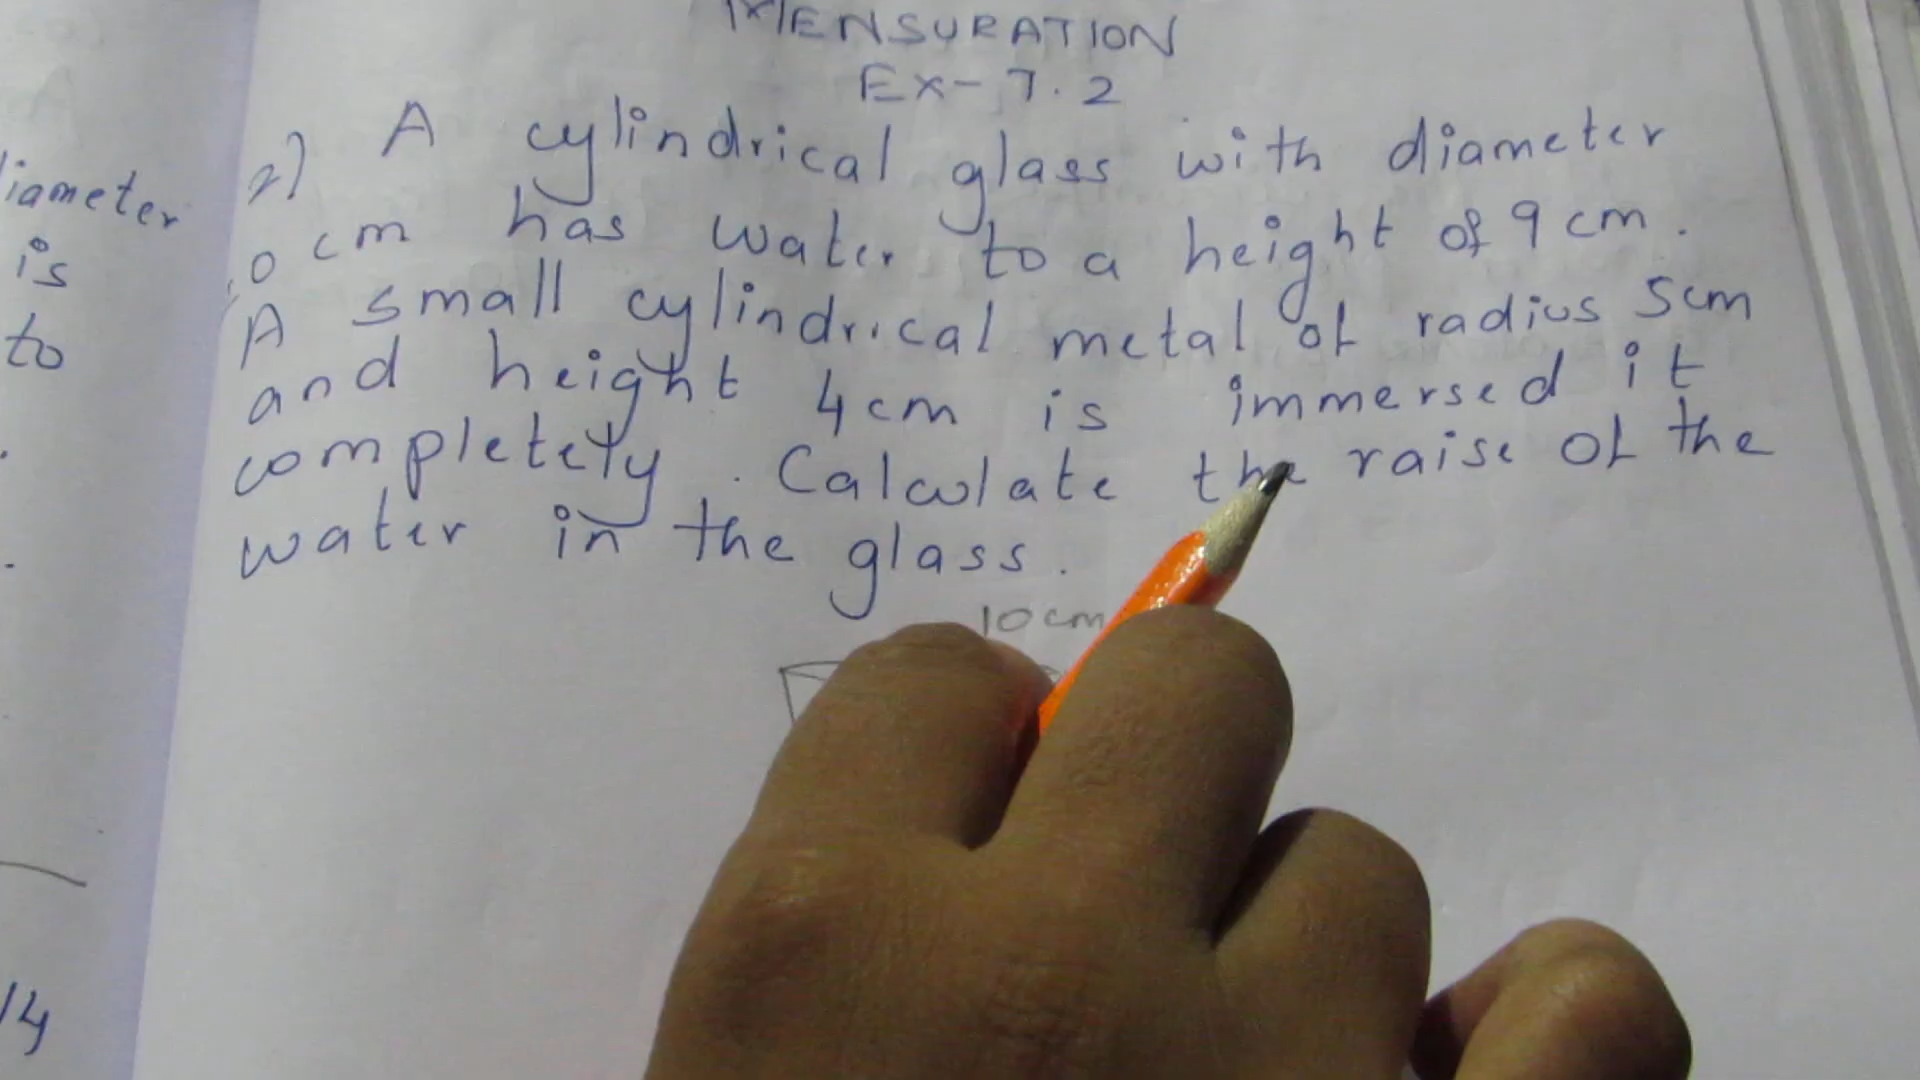 MENSURATION
Ex-7.2
iameter
is
to
14
2) A cylindrical glass with diameter
10 cm has water to a height of 9 cm.
A small cylindrical metal of radius 5cm
and height 4cm is immersed it
completely. Calculate the raise of the
water in the glass.
10 cm